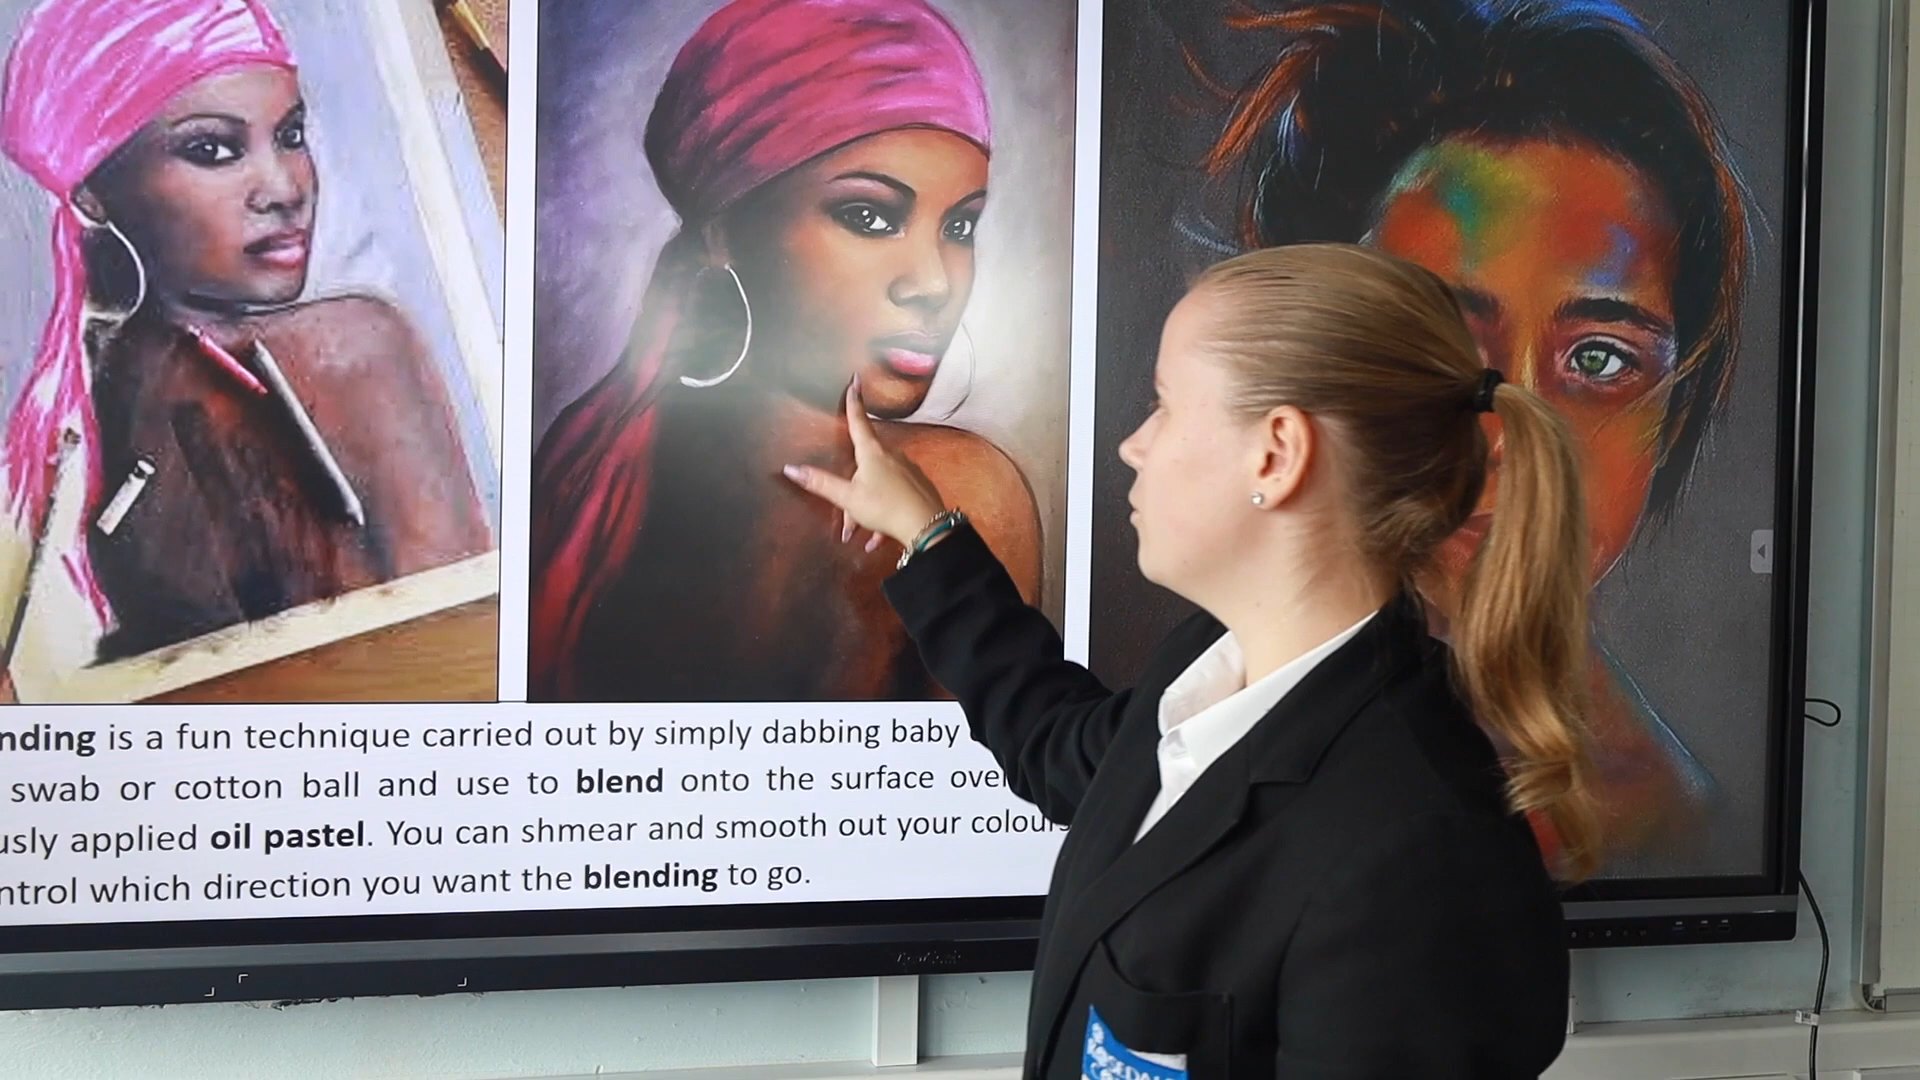 nding is a fun technique carried out by simply dabbing baby
swab or cotton ball and use to blend onto the surface over
usly applied oil pastel. You can shmear and smooth out your colours
ntrol which direction you want the blending to go.